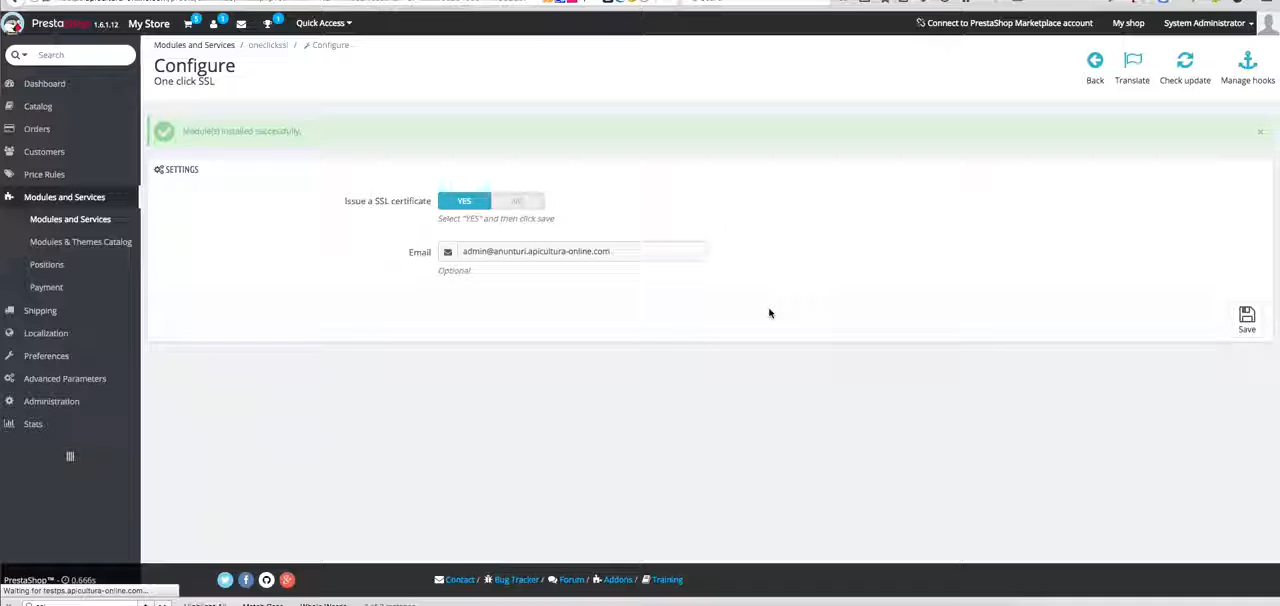 PrestaShop 1.6.1.12 My Store Quick Access Connect to PrestaShop Marketplace account My shop System Administrator
Search
Modules and Services / oneclickssl / Configure
Configure
One click SSL
Back Translate Check update Manage hooks
Dashboard
Catalog
Orders
Customers
Price Rules
Modules and Services
Modules and Services
Modules & Themes Catalog
Positions
Payment
Shipping
Localization
Preferences
Advanced Parameters
Administration
Stats
Module(s) installed successfully.
SETTINGS
Issue a SSL certificate YES NO
Select "YES" and then click save
Email admin@anunturi.apicultura-online.com
Optional
Save
PrestaShop™ - 0.666s
Contact / Bug Tracker / Forum / Addons / Training
Waiting for testps.apicultura-online.com...